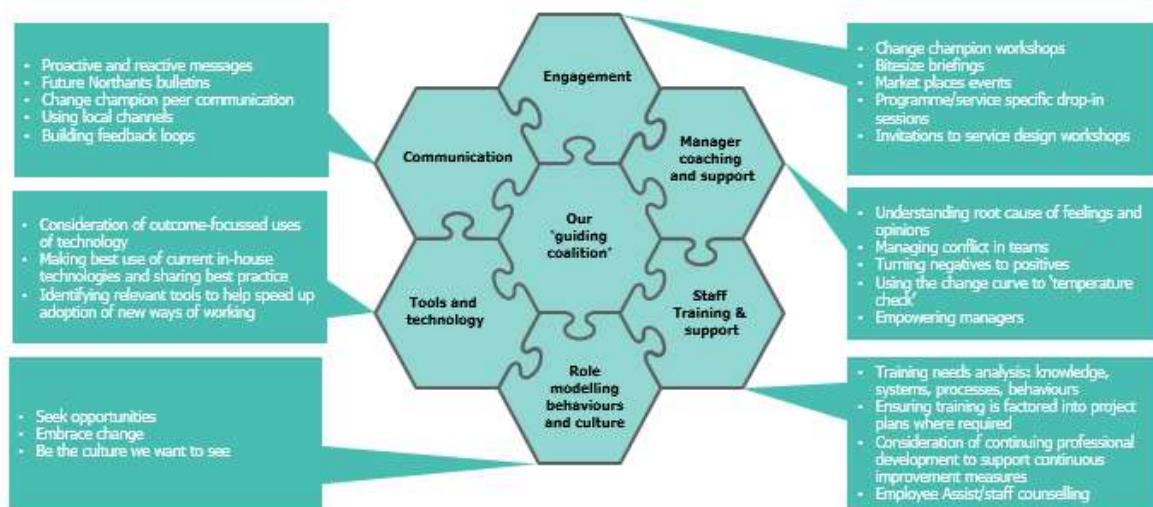 • Proactive and reactive messages
• Future Northants bulletins
• Change champion peer communication
• Using local channels
• Building feedback loops
• Consideration of outcome-focussed uses
of technology
• Making best use of current in-house
technologies and sharing best practice
• Identifying relevant tools to help speed up
adoption of new ways of working
• Seek opportunities
• Embrace change
• Be the culture we want to see
Engagement
Communication
Manager
coaching
and support
Our
'guiding
coalition'
Tools and
technology
Staff
Training &
support
Role
modelling
behaviours
and culture
• Change champion workshops
• Bitesize briefings
• Market places events
• Programme/service specific drop-in
sessions
• Invitations to service design workshops
• Understanding root cause of feelings and
opinions
• Managing conflict in teams
• Turning negatives to positives
• Using the change curve to 'temperature
check'
• Empowering managers
• Training needs analysis: knowledge,
systems, processes, behaviours
• Ensuring training is factored into project
plans where required
• Consideration of continuing professional
development to support continuous
improvement measures
• Employee Assist/staff counselling